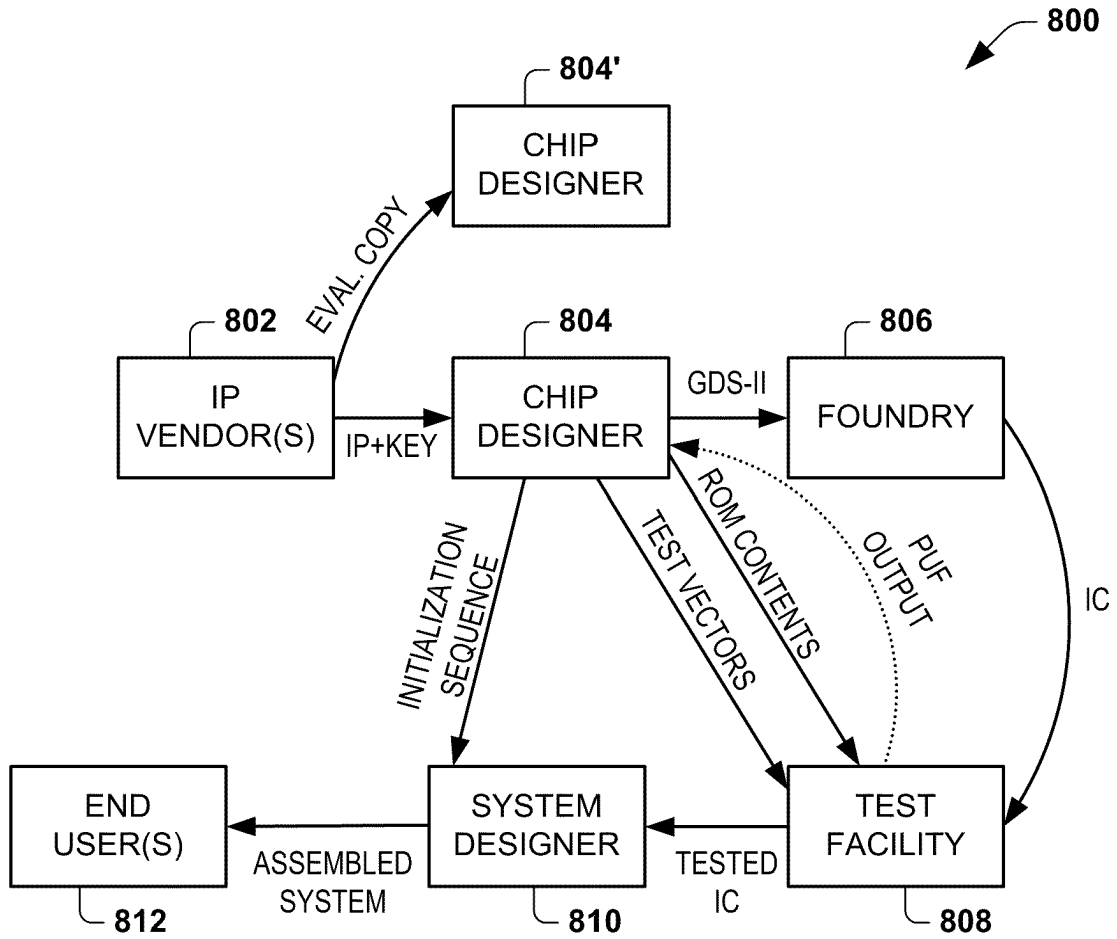 800
804'
CHIP
DESIGNER
EVAL. COPY
802
804
806
IP
VENDOR(S)
IP+KEY
CHIP
DESIGNER
GDS-II
FOUNDRY
INITIALIZATION
SEQUENCE
TEST VECTORS
ROM CONTENTS
PUF
OUTPUT
IC
END
USER(S)
ASSEMBLED
SYSTEM
SYSTEM
DESIGNER
TESTED
IC
TEST
FACILITY
812
810
808